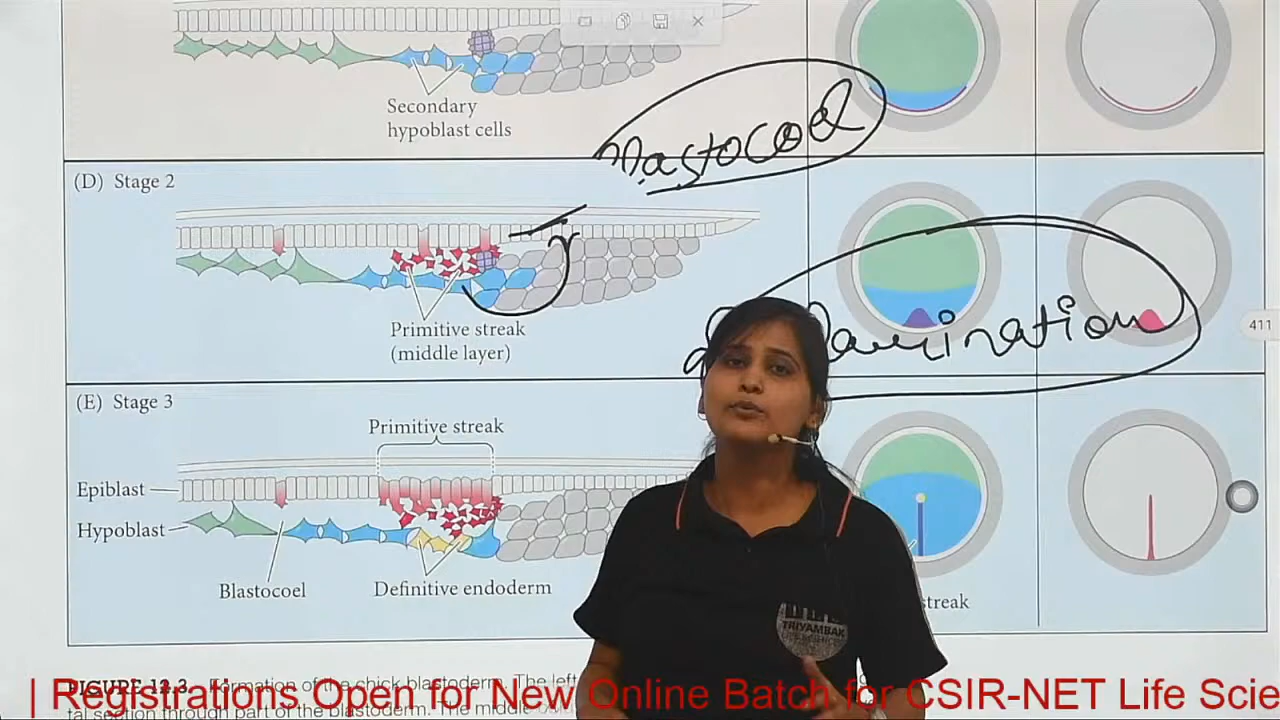 Secondary
hypoblast cells
blastocoel
(D) Stage 2
Primitive streak
(middle layer)
Delamination
411
(E) Stage 3
Primitive streak
Epiblast
Hypoblast
Blastocoel
Definitive endoderm
streak
TRIYAMBAK
FIGURE 12.3 Formation of the chick blastoderm. The left
| Registrations Open for New Online Batch for CSIR-NET Life Scie
tal section through part of the blastoderm. The middle